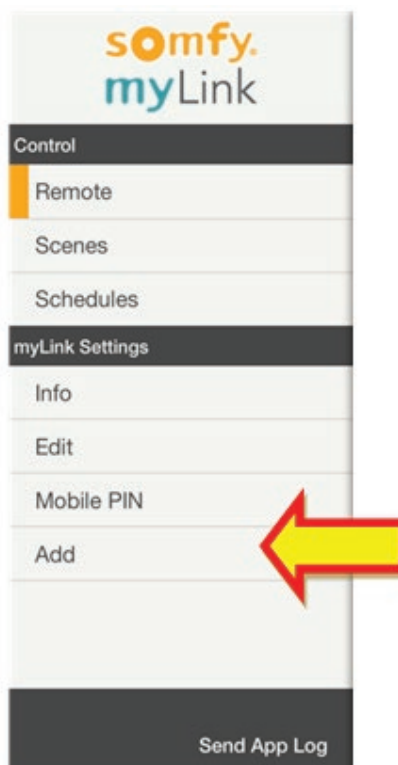 somfy.
myLink
Control
Remote
Scenes
Schedules
myLink Settings
Info
Edit
Mobile PIN
Add
Send App Log